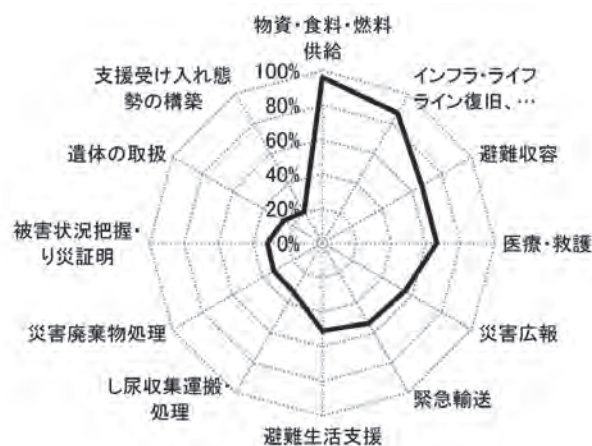 物資・食料・燃料
供給
インフラ・ライフ
ライン復旧、…
避難収容
医療・救護
災害広報
緊急輸送
避難生活支援
し尿収集運搬・
処理
災害廃棄物処理
被害状況把握・
り災証明
遺体の取扱
支援受け入れ態
勢の構築
100%
80%
60%
40%
20%
0%